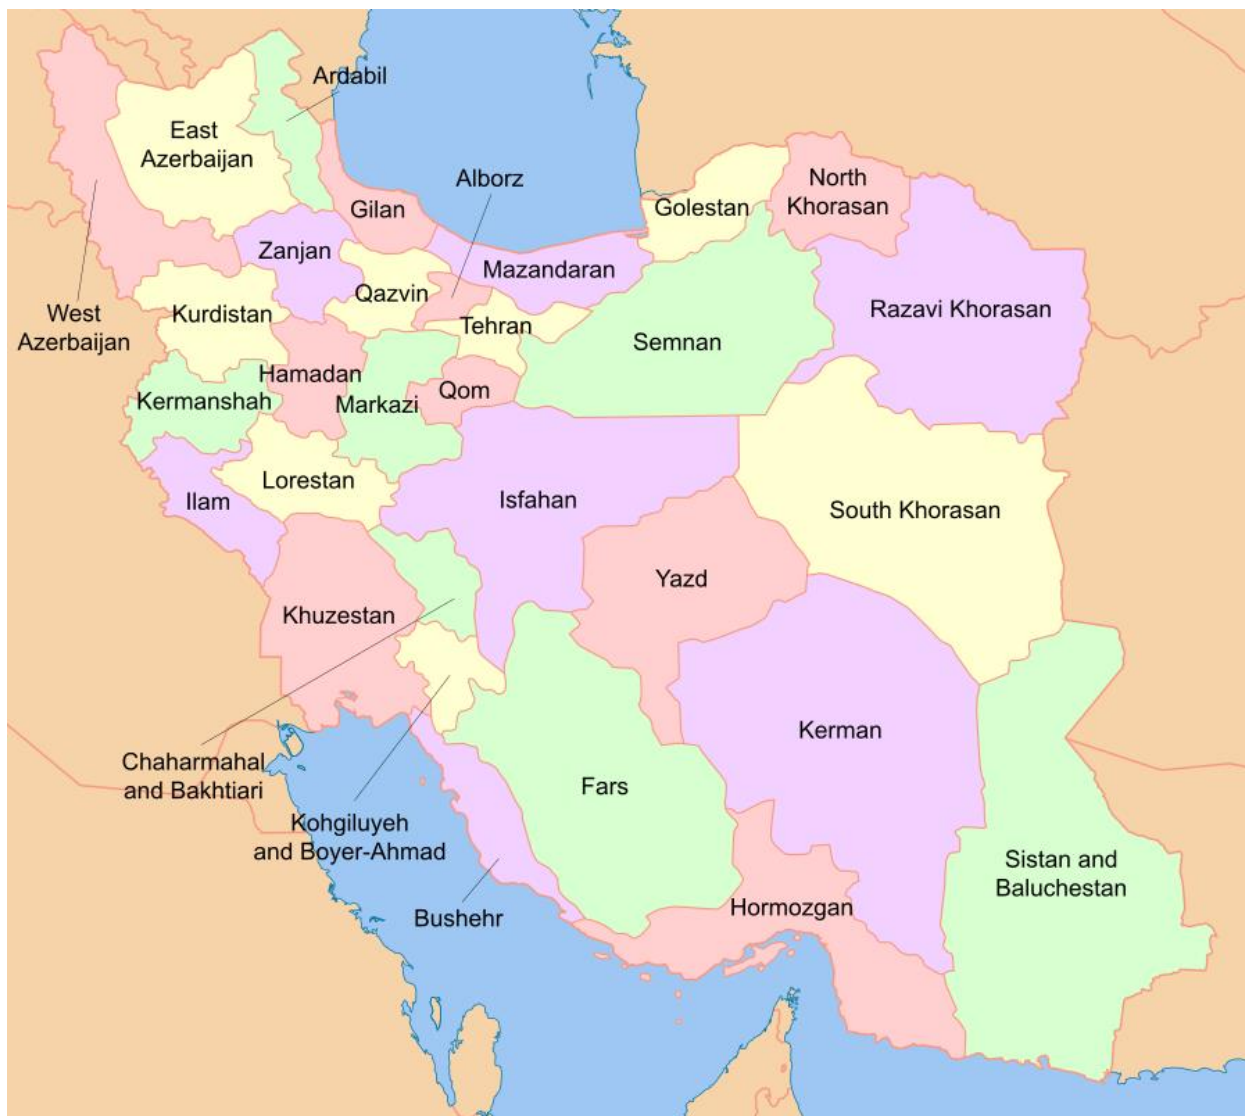 Ardabil
East
Azerbaijan
Alborz
North
Khorasan
Golestan
Gilan
Zanjan
Mazandaran
Qazvin
Razavi Khorasan
West
Azerbaijan
Kurdistan
Tehran
Semnan
Hamadan
Qom
Kermanshah
Markazi
Lorestan
Ilam
Isfahan
South Khorasan
Yazd
Khuzestan
Kerman
Chaharmahal
and Bakhtiari
Fars
Kohgiluyeh
and Boyer-Ahmad
Sistan and
Baluchestan
Hormozgan
Bushehr